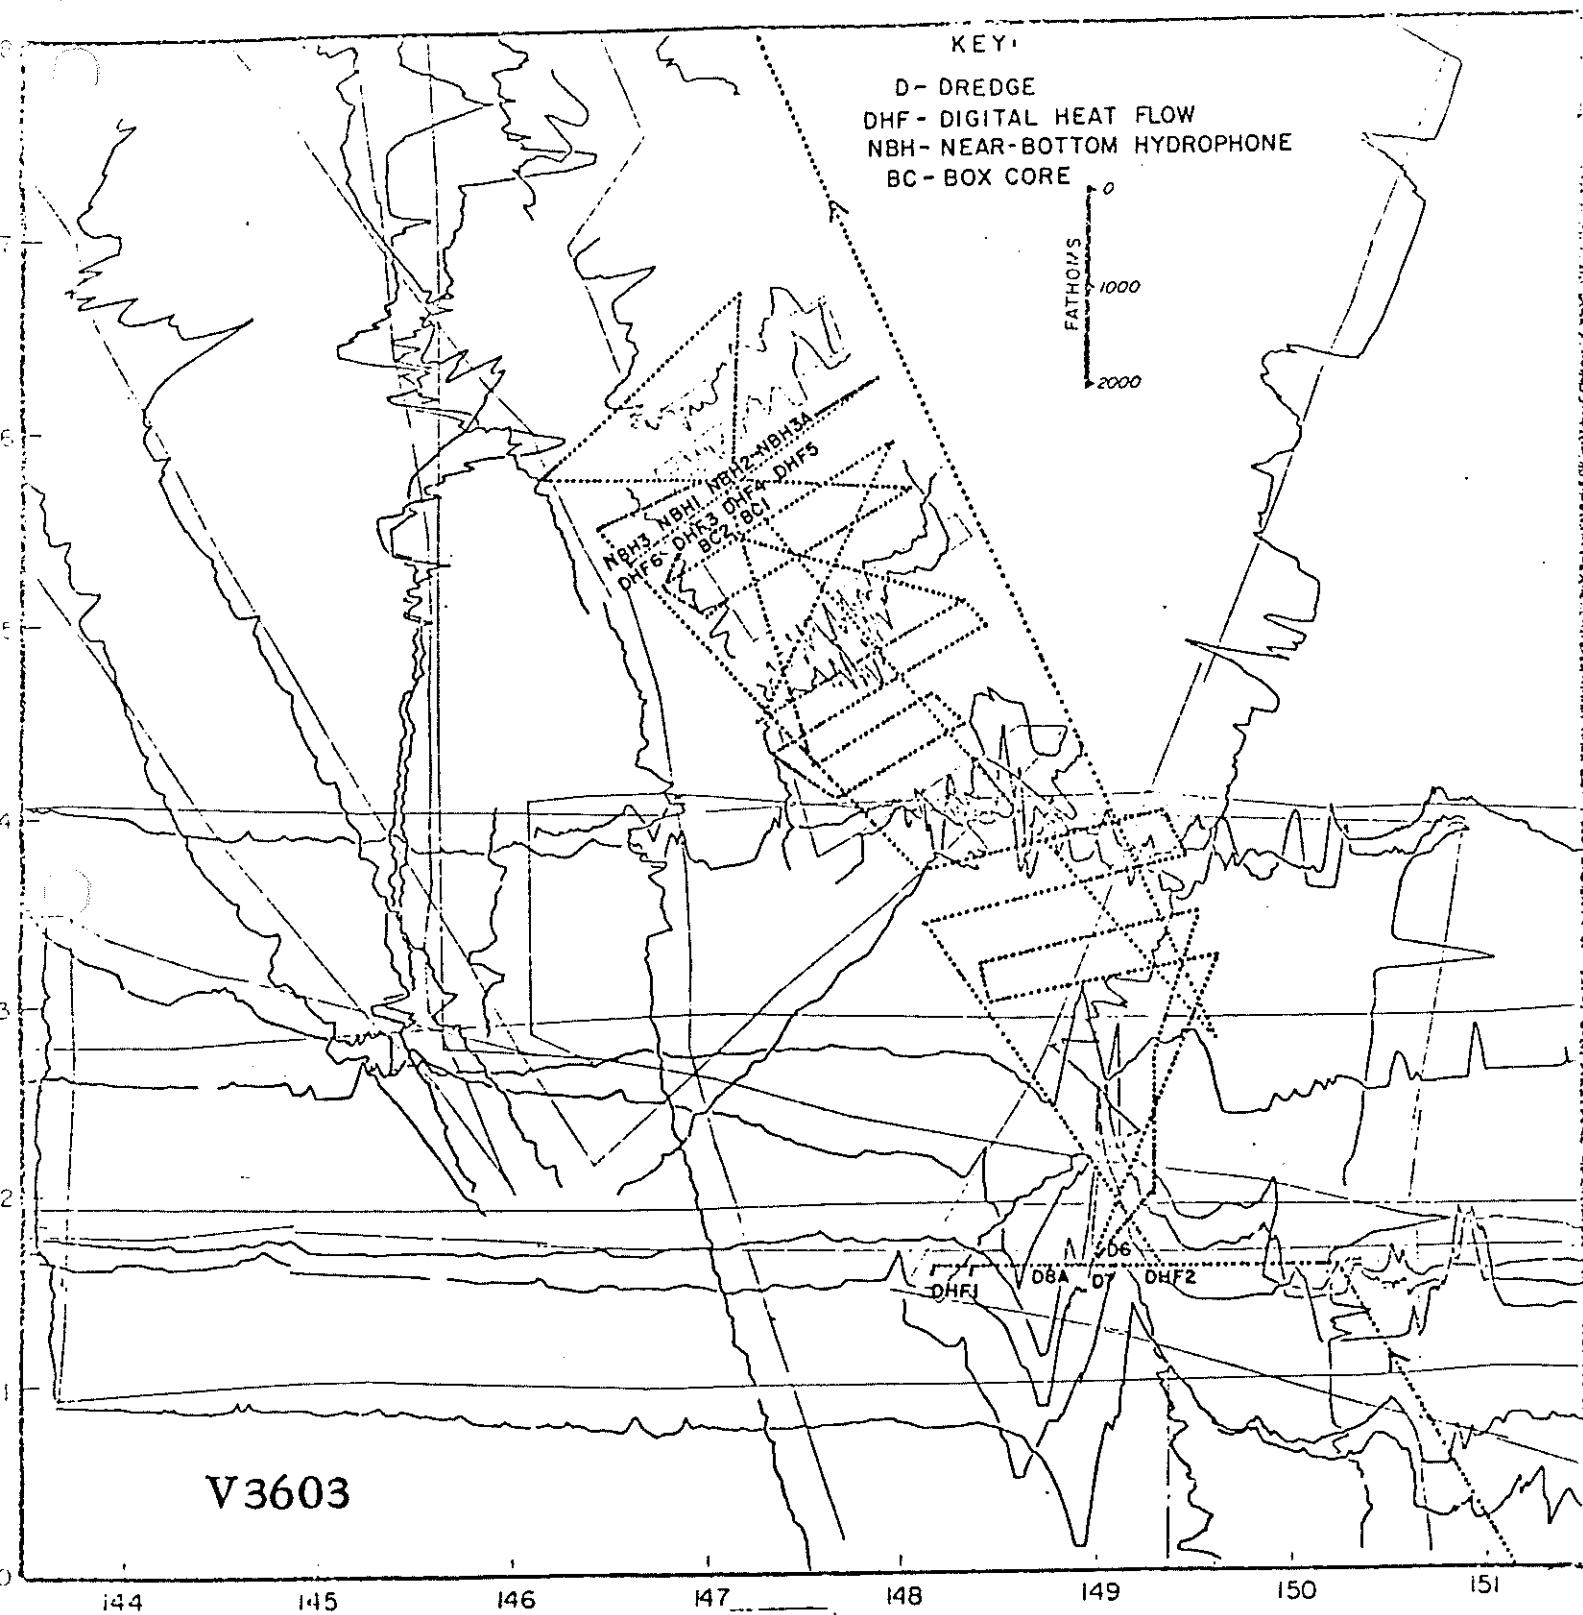 KEY:
D- DREDGE
DHF- DIGITAL HEAT FLOW
NBH- NEAR-BOTTOM HYDROPHONE
BC- BOX CORE
0
FATHOMS
1000
2000
7
6
5
4
3
2
1
0
NBH3 NBH1 NBH2 NBH3A
DHF6 DHF3 DHF4 DHF5
BC2 BC1
D6
DHF1 D8A D7 DHF2
V3603
144 145 146 147 148 149 150 151